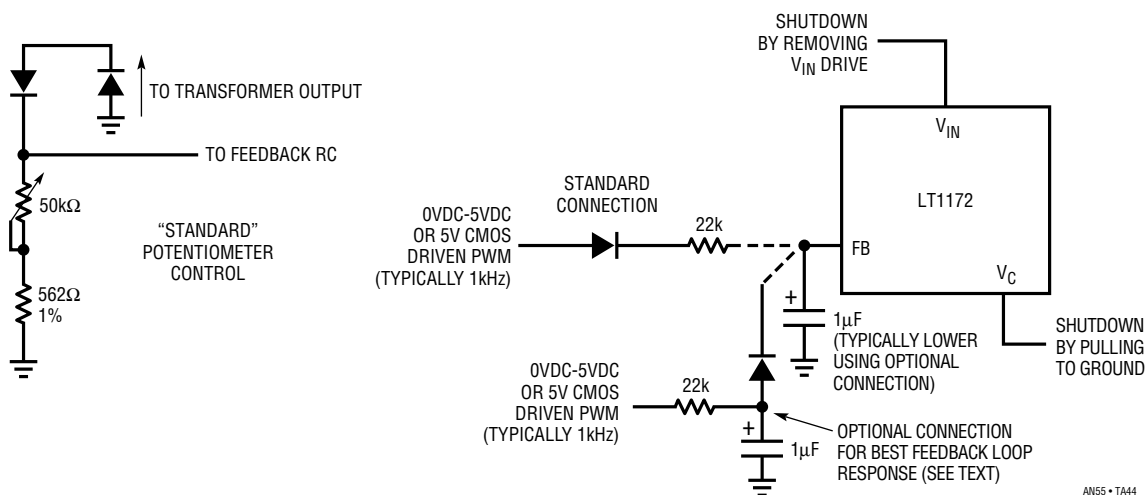 TO TRANSFORMER OUTPUT
TO FEEDBACK RC
50kΩ
"STANDARD"
POTENTIOMETER
CONTROL
562Ω
1%
SHUTDOWN
BY REMOVING
VIN DRIVE
VIN
LT1172
FB
VC
STANDARD
CONNECTION
0VDC-5VDC
OR 5V CMOS
DRIVEN PWM
(TYPICALLY 1kHz)
22k
+
1µF
(TYPICALLY LOWER
USING OPTIONAL
CONNECTION)
SHUTDOWN
BY PULLING
TO GROUND
0VDC-5VDC
OR 5V CMOS
DRIVEN PWM
(TYPICALLY 1kHz)
22k
+
1µF
OPTIONAL CONNECTION
FOR BEST FEEDBACK LOOP
RESPONSE (SEE TEXT)
AN55 • TA44